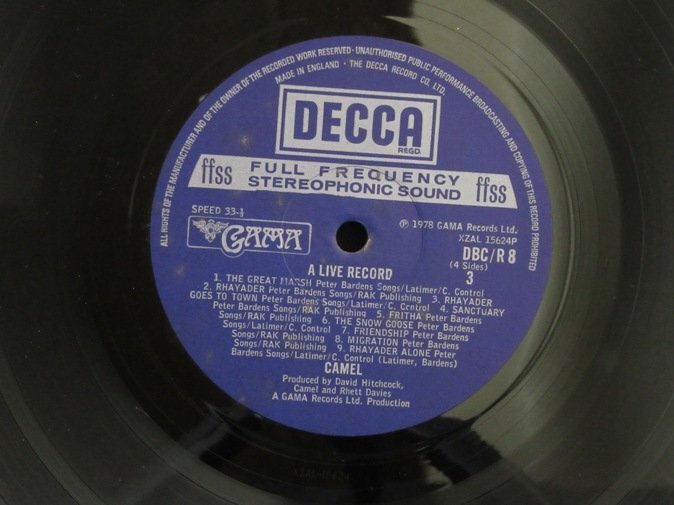 ALL RIGHTS OF THE MANUFACTURER AND OF THE OWNER OF THE RECORDED WORK RESERVED · UNAUTHORISED PUBLIC PERFORMANCE BROADCASTING AND COPYING OF THIS RECORD PROHIBITED
MADE IN ENGLAND · THE DECCA RECORD CO. LTD.
DECCA
REGD.
ffss FULL FREQUENCY ffss
STEREOPHONIC SOUND
SPEED 33⅓
℗ 1978 GAMA Records Ltd.
GAMA
XZAL 15624P
DBC/R 8
(4 Sides)
3
A LIVE RECORD
1. THE GREAT MARSH Peter Bardens Songs/Latimer/C. Control
2. RHAYADER Peter Bardens Songs/RAK Publishing 3. RHAYADER
GOES TO TOWN Peter Bardens Songs/Latimer/C. Control 4. SANCTUARY
Peter Bardens Songs/RAK Publishing 5. FRITHA Peter Bardens
Songs/RAK Publishing 6. THE SNOW GOOSE Peter Bardens
Songs/Latimer/C. Control 7. FRIENDSHIP Peter Bardens
Songs/RAK Publishing 8. MIGRATION Peter Bardens
Songs/RAK Publishing 9. RHAYADER ALONE Peter
Bardens Songs/Latimer/C. Control (Latimer, Bardens)
CAMEL
Produced by David Hitchcock,
Camel and Rhett Davies
A GAMA Records Ltd. Production